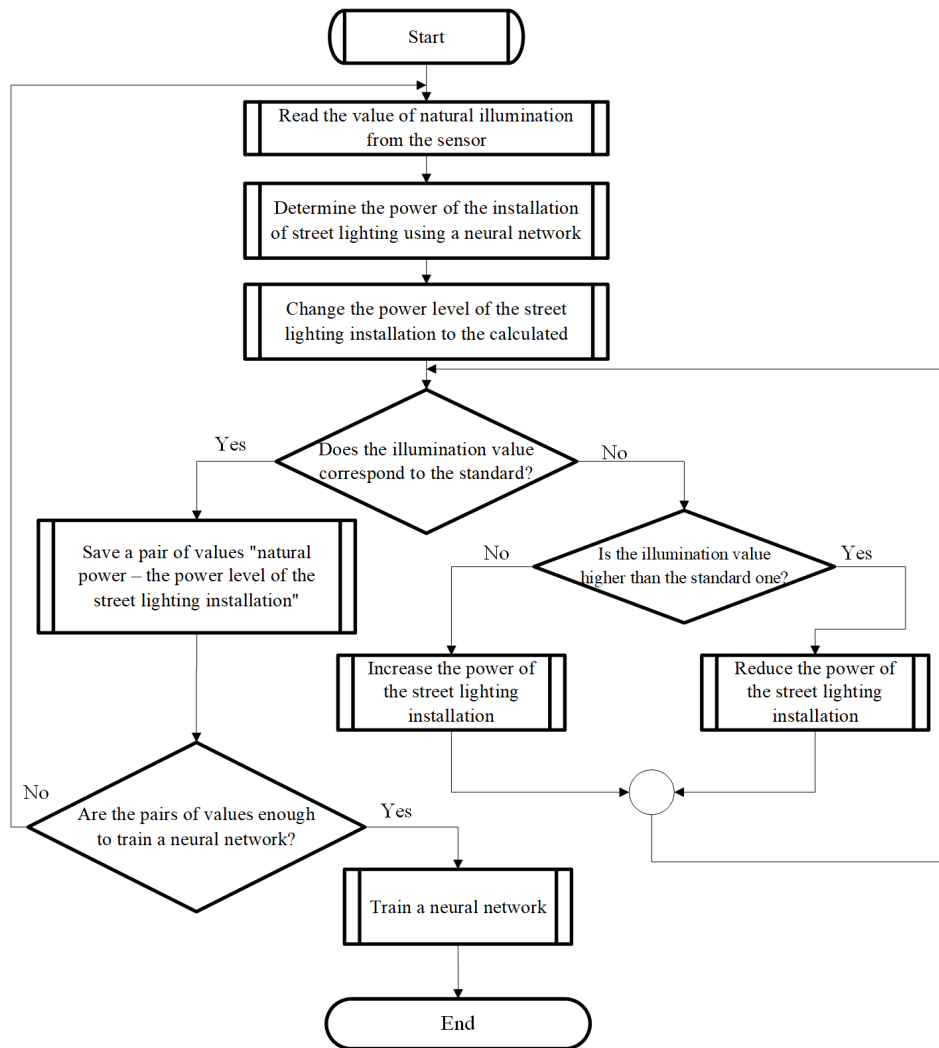 Start
Read the value of natural illumination
from the sensor
Determine the power of the installation
of street lighting using a neural network
Change the power level of the street
lighting installation to the calculated
Yes
Does the illumination value
correspond to the standard?
No
Save a pair of values "natural
power – the power level of the
street lighting installation"
No
Is the illumination value
higher than the standard one?
Yes
Increase the power of
the street lighting
installation
Reduce the power of
the street lighting
installation
No
Are the pairs of values enough
to train a neural network?
Yes
Train a neural network
End